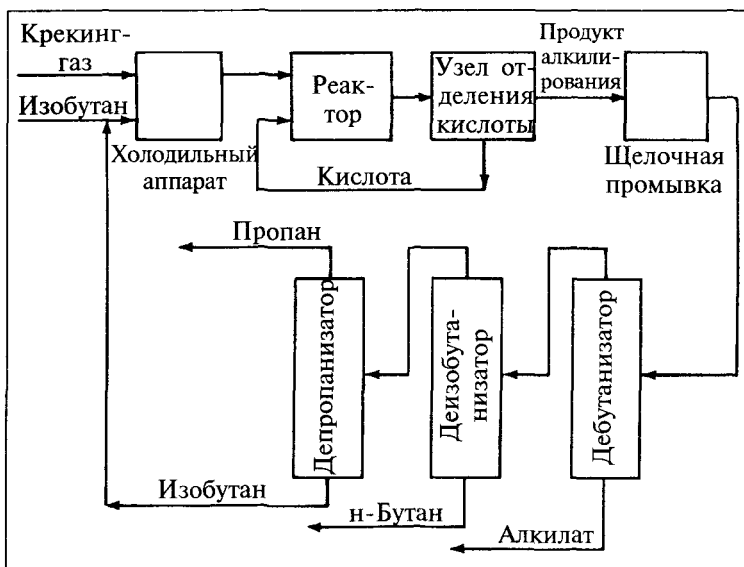 Крекинг-
газ
Изобутан
Холодильный
аппарат
Реак-
тор
Кислота
Узел от-
деления
кислоты
Продукт
алкили-
рования
Щелочная
промывка
Пропан
Депропанизатор
Деизобута-
низатор
Дебутанизатор
Изобутан
н-Бутан
Алкилат